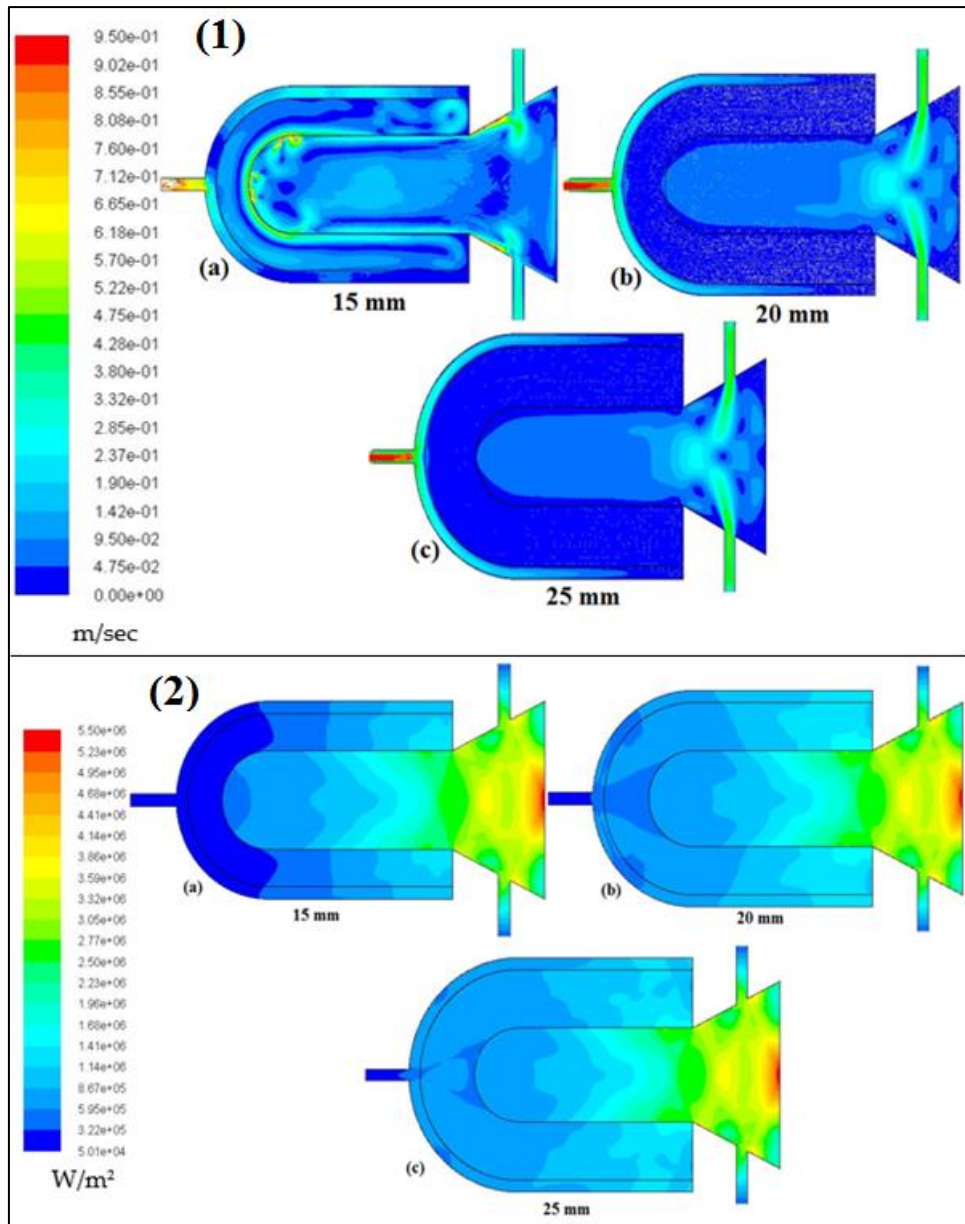 (1)
9.50e-01
9.02e-01
8.55e-01
8.08e-01
7.60e-01
7.12e-01
6.65e-01
6.18e-01
5.70e-01
5.22e-01
4.75e-01
4.28e-01
3.80e-01
3.32e-01
2.85e-01
2.37e-01
1.90e-01
1.42e-01
9.50e-02
4.75e-02
0.00e+00
m/sec
(a)
15 mm
(b)
20 mm
(c)
25 mm
(2)
5.50e+06
5.23e+06
4.95e+06
4.68e+06
4.41e+06
4.14e+06
3.86e+06
3.59e+06
3.32e+06
3.05e+06
2.77e+06
2.50e+06
2.23e+06
1.96e+06
1.68e+06
1.41e+06
1.14e+06
8.67e+05
5.95e+05
3.22e+05
5.01e+04
W/m²
(a)
15 mm
(b)
20 mm
(c)
25 mm